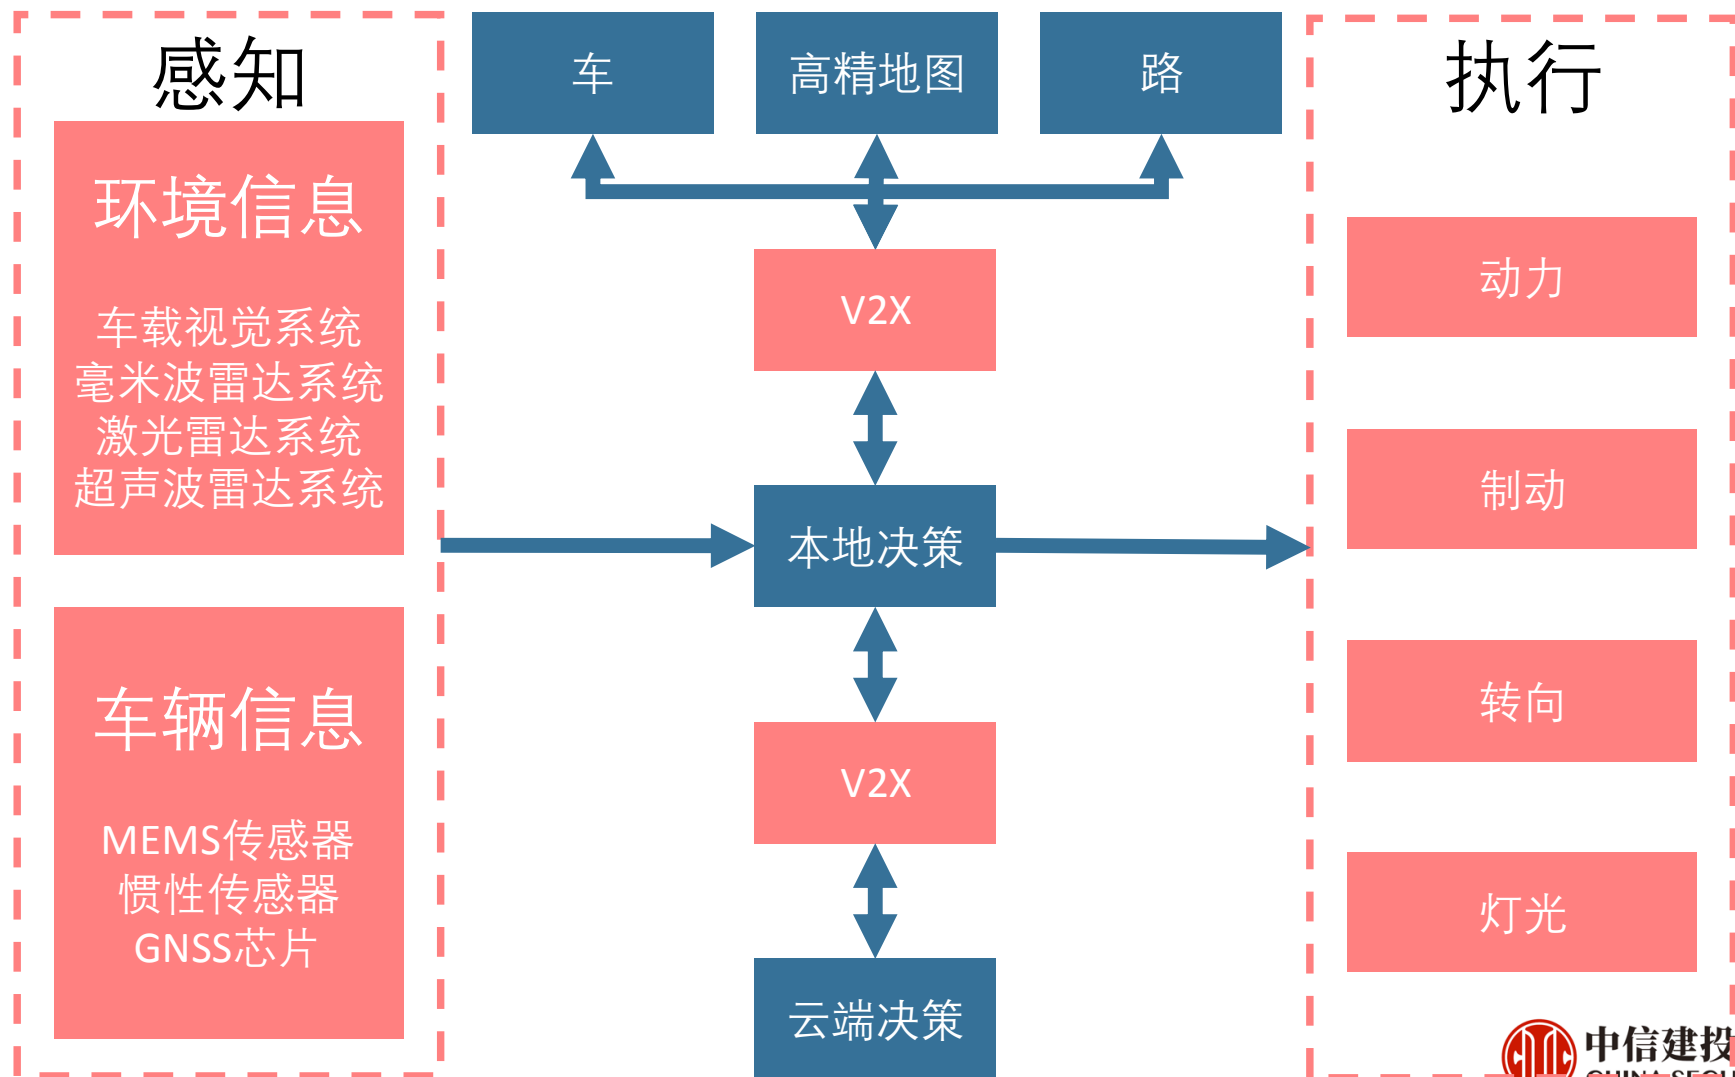 感知
环境信息
车载视觉系统
毫米波雷达系统
激光雷达系统
超声波雷达系统
车辆信息
MEMS传感器
惯性传感器
GNSS芯片
车
高精地图
路
V2X
本地决策
V2X
云端决策
执行
动力
制动
转向
灯光
中信建投
CHINA